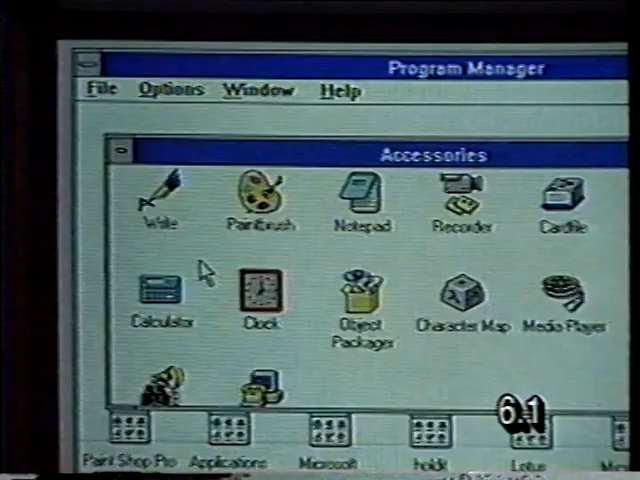 Program Manager
File Options Window Help
Accessories
Write Paintbrush Notepad Recorder Cardfile
Calculator Clock Object Packager Character Map Media Player
6.1
Paint Shop Pro Applications Microsoft holdit Lotus